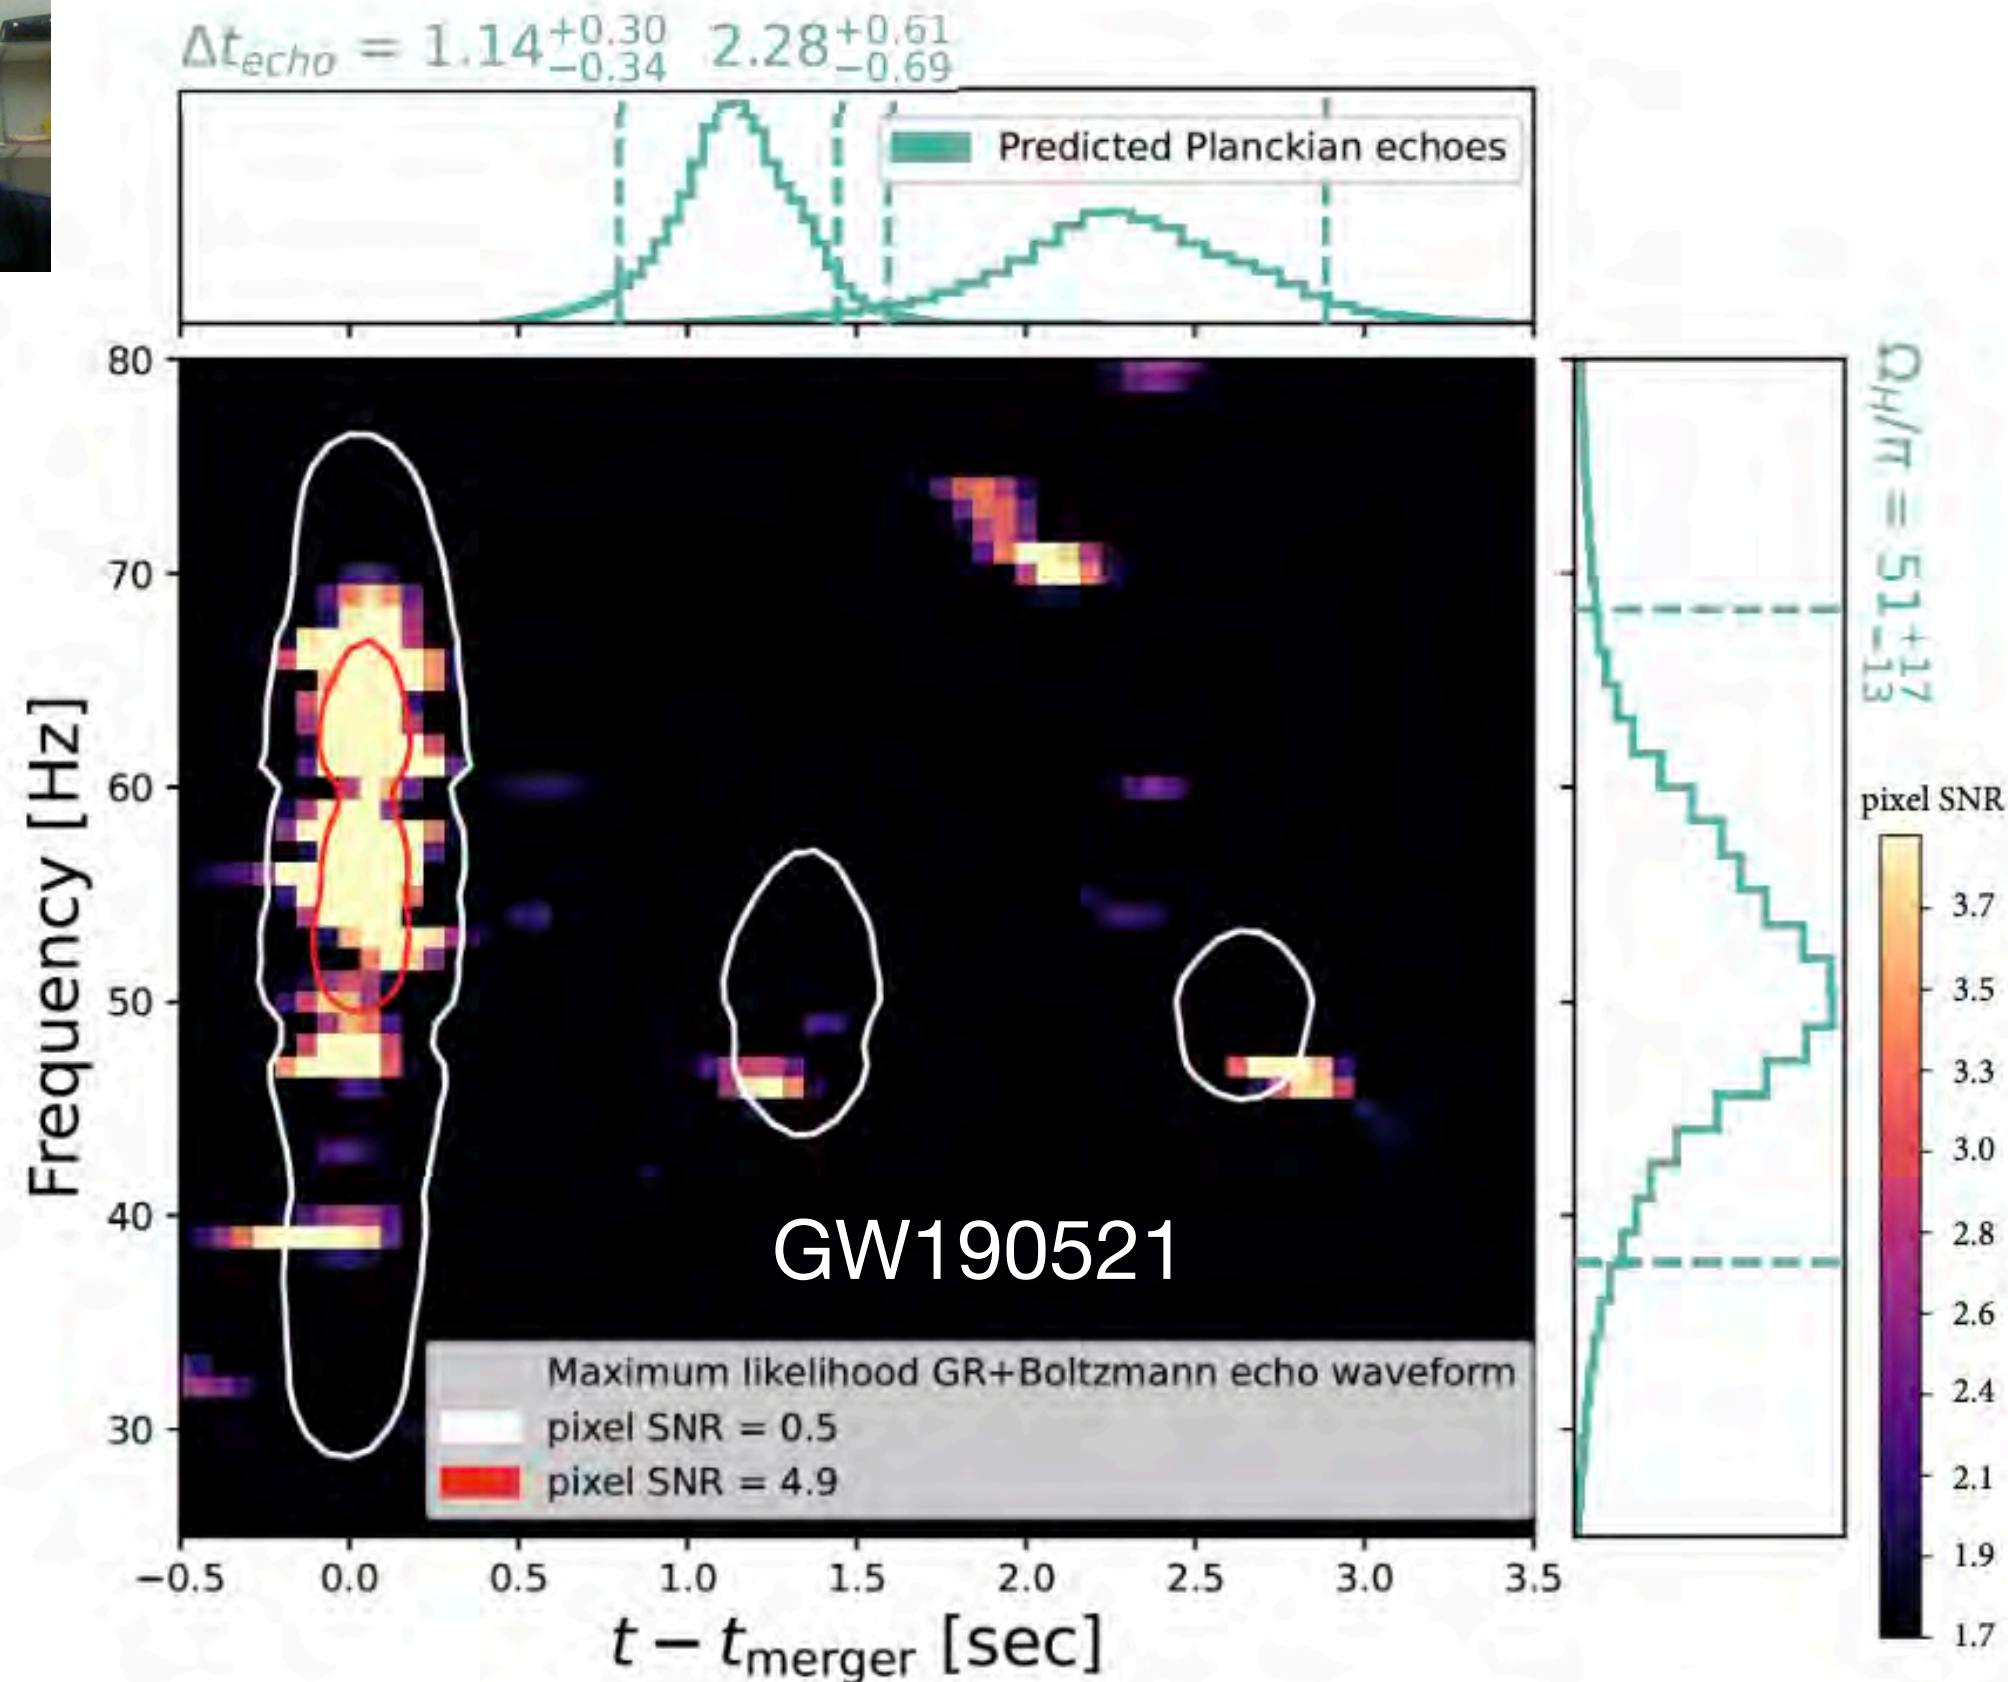 Δt_echo = 1.14^{+0.30}_{−0.34} 2.28^{+0.61}_{−0.69}
Predicted Planckian echoes
80
70
60
50
40
30
Frequency [Hz]
GW190521
Maximum likelihood GR+Boltzmann echo waveform
pixel SNR = 0.5
pixel SNR = 4.9
−0.5 0.0 0.5 1.0 1.5 2.0 2.5 3.0 3.5
t − t_merger [sec]
Ω_H/π = 51^{+17}_{−13}
pixel SNR
3.7
3.5
3.3
3.0
2.8
2.6
2.4
2.1
1.9
1.7